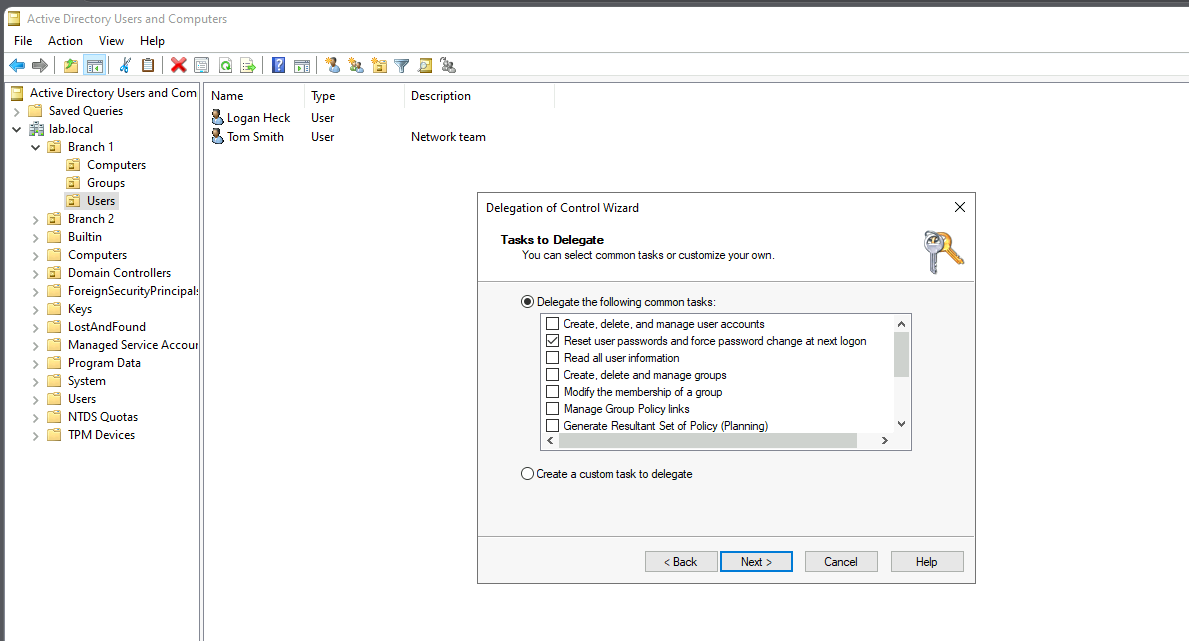 Active Directory Users and Computers
File Action View Help
Active Directory Users and Com
Saved Queries
lab.local
Branch 1
Computers
Groups
Users
Branch 2
Builtin
Computers
Domain Controllers
ForeignSecurityPrincipals
Keys
LostAndFound
Managed Service Accour
Program Data
System
Users
NTDS Quotas
TPM Devices
Name Type Description
Logan Heck User
Tom Smith User Network team
Delegation of Control Wizard
Tasks to Delegate
You can select common tasks or customize your own.
Delegate the following common tasks:
Create, delete, and manage user accounts
Reset user passwords and force password change at next logon
Read all user information
Create, delete and manage groups
Modify the membership of a group
Manage Group Policy links
Generate Resultant Set of Policy (Planning)
Create a custom task to delegate
< Back Next > Cancel Help